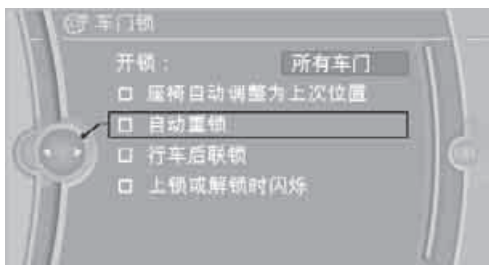 车门锁
开锁： 所有车门
座椅自动调整为上次位置
自动重锁
行车后联锁
上锁或解锁时闪烁